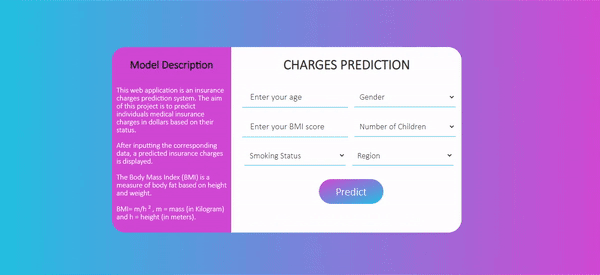 Model Description
This web application is an insurance
charges prediction system. The aim
of this project is to predict
individuals medical insurance
charges in dollars based on their
status.
After inputting the corresponding
data, a predicted insurance charges
is displayed.
The Body Mass Index (BMI) is a
measure of body fat based on height
and weight.
BMI= m/h ² , m = mass (in Kilogram)
and h = height (in meters).
CHARGES PREDICTION
Enter your age
Gender
Enter your BMI score
Number of Children
Smoking Status
Region
Predict